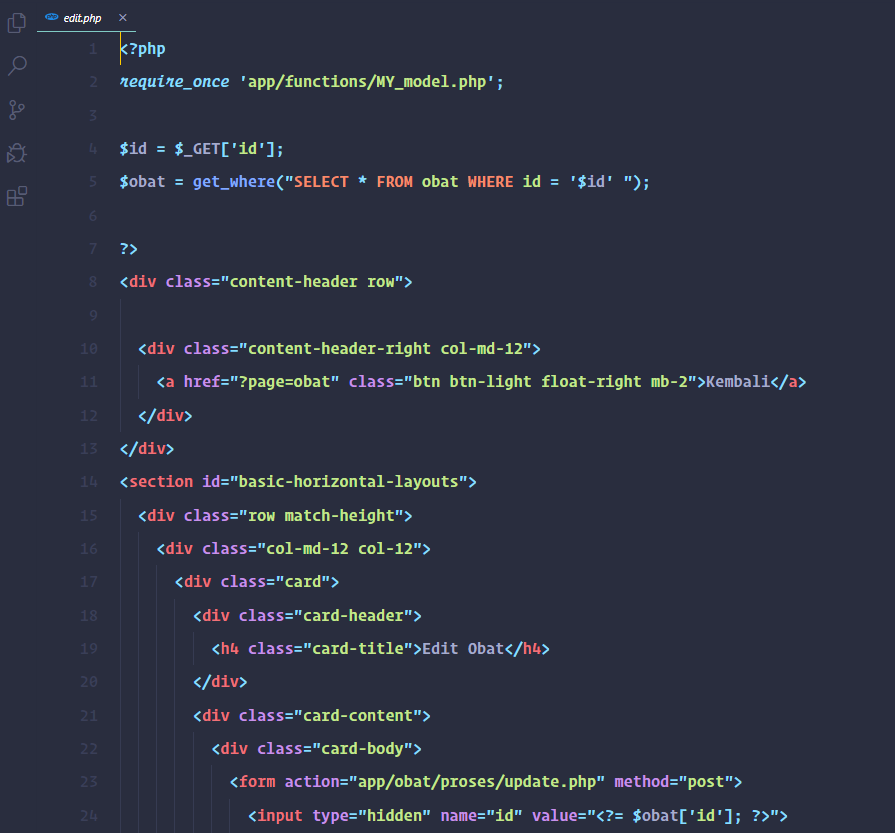 edit.php ×
1 <?php
2 require_once 'app/functions/MY_model.php';
3
4 $id = $_GET['id'];
5 $obat = get_where("SELECT * FROM obat WHERE id = '$id' ");
6
7 ?>
8 <div class="content-header row">
9
10 <div class="content-header-right col-md-12">
11 <a href="?page=obat" class="btn btn-light float-right mb-2">Kembali</a>
12 </div>
13 </div>
14 <section id="basic-horizontal-layouts">
15 <div class="row match-height">
16 <div class="col-md-12 col-12">
17 <div class="card">
18 <div class="card-header">
19 <h4 class="card-title">Edit Obat</h4>
20 </div>
21 <div class="card-content">
22 <div class="card-body">
23 <form action="app/obat/proses/update.php" method="post">
24 <input type="hidden" name="id" value="<?= $obat['id']; ?>">